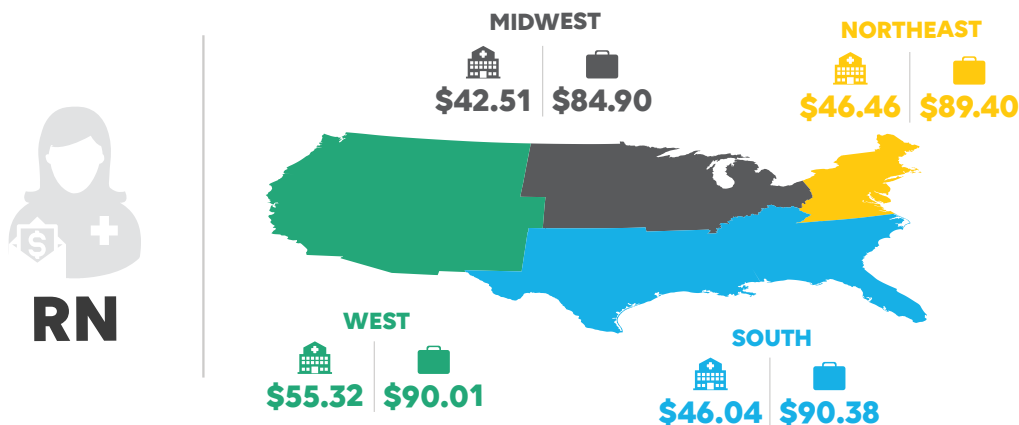 MIDWEST
$42.51 $84.90
NORTHEAST
$46.46 $89.40
$
RN
WEST
$55.32 $90.01
SOUTH
$46.04 $90.38